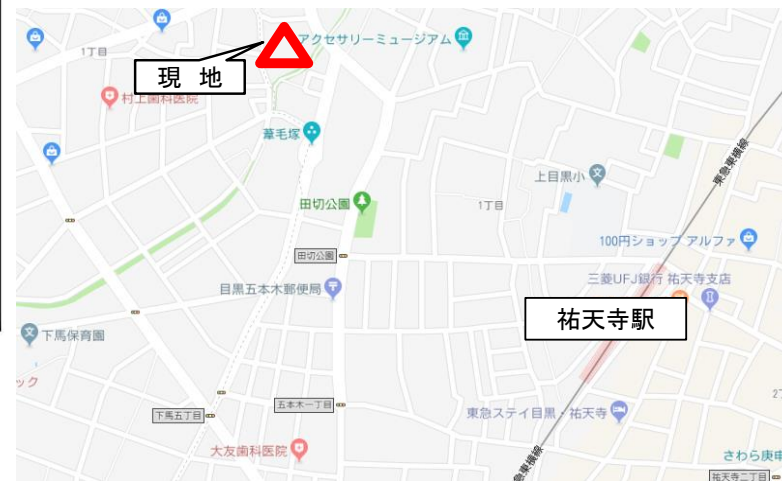 1丁目
アクセサリーミュージアム
現 地
村上歯科医院
葦毛塚
東急東横線
上目黒小
田切公園
1丁目
100円ショップ アルファ
田切公園
三菱UFJ銀行 祐天寺支店
目黒五本木郵便局
祐天寺駅
下馬保育園
ック
2丁
五本木一丁目
下馬五丁目
東急ステイ目黒・祐天寺
大友歯科医院
さわら庚申
急東横線
祐天寺二丁目